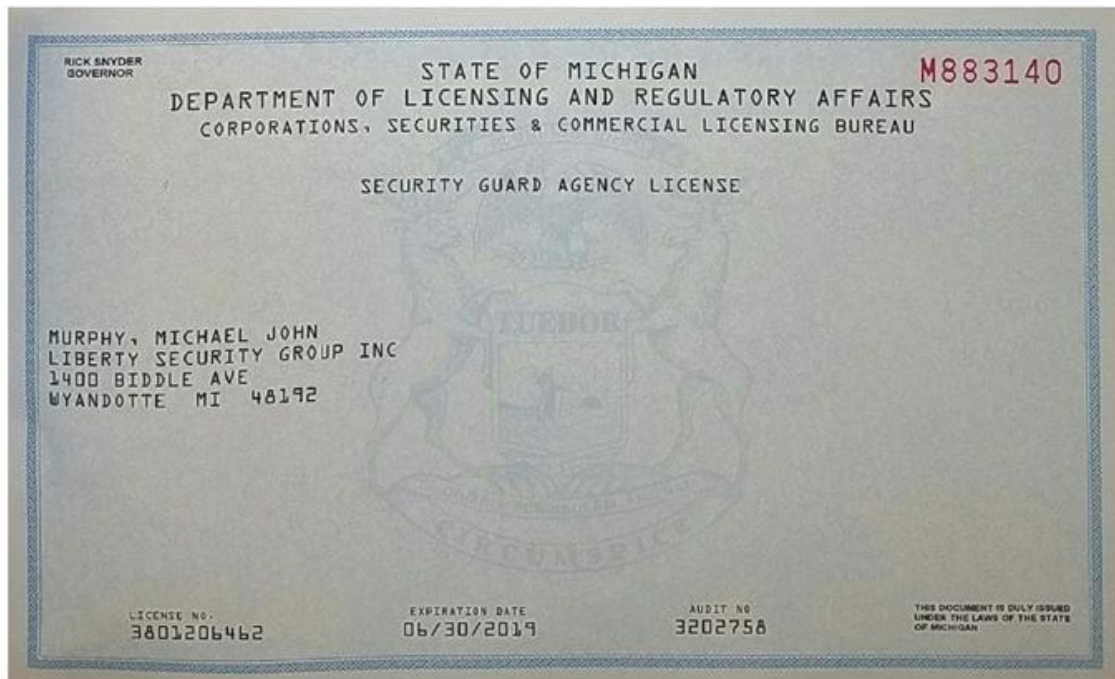 RICK SNYDER
GOVERNOR
STATE OF MICHIGAN
M883140
DEPARTMENT OF LICENSING AND REGULATORY AFFAIRS
CORPORATIONS, SECURITIES & COMMERCIAL LICENSING BUREAU
SECURITY GUARD AGENCY LICENSE
TUEBOR
MURPHY, MICHAEL JOHN
LIBERTY SECURITY GROUP INC
1400 BIDDLE AVE
WYANDOTTE MI 48192
CIRCUMSPICE
LICENSE NO.
3801206462
EXPIRATION DATE
06/30/2019
AUDIT NO
3202758
THIS DOCUMENT IS DULY ISSUED
UNDER THE LAWS OF THE STATE
OF MICHIGAN